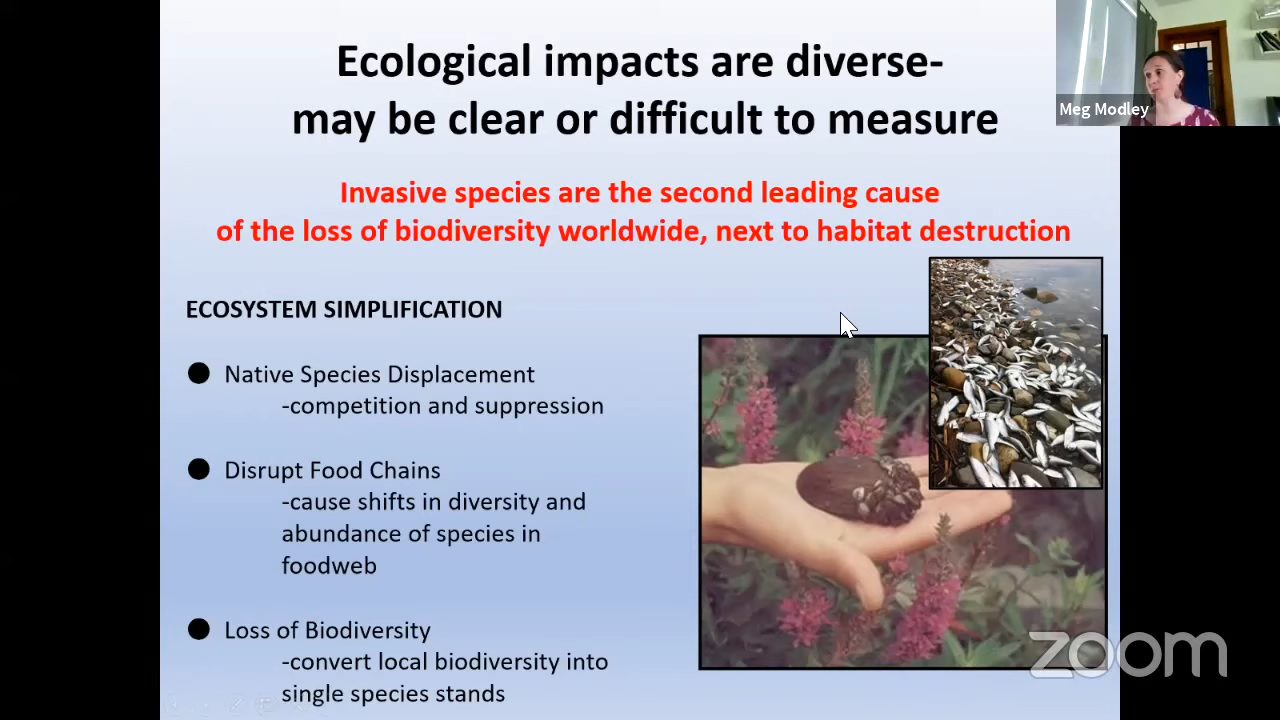 Ecological impacts are diverse-
may be clear or difficult to measure
Meg Modley
Invasive species are the second leading cause
of the loss of biodiversity worldwide, next to habitat destruction
ECOSYSTEM SIMPLIFICATION
● Native Species Displacement
-competition and suppression
● Disrupt Food Chains
-cause shifts in diversity and
abundance of species in
foodweb
● Loss of Biodiversity
-convert local biodiversity into
single species stands
zoom